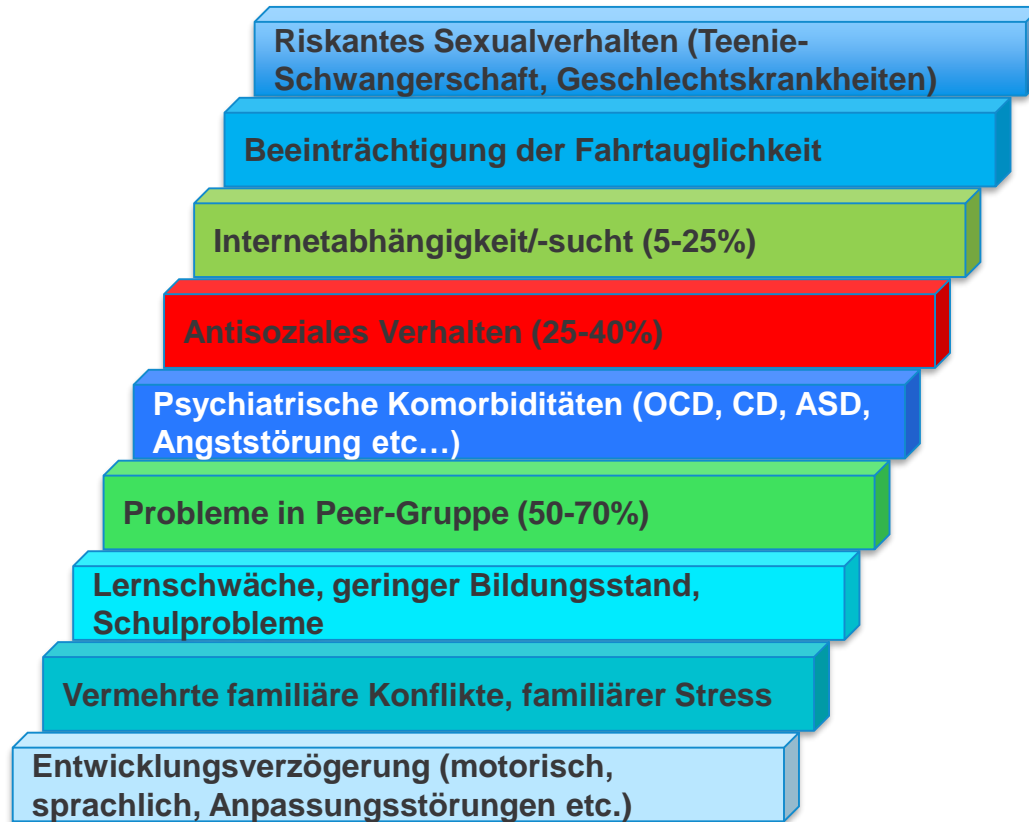 Riskantes Sexualverhalten (Teenie-
Schwangerschaft, Geschlechtskrankheiten)
Beeinträchtigung der Fahrtauglichkeit
Internetabhängigkeit/-sucht (5-25%)
Antisoziales Verhalten (25-40%)
Psychiatrische Komorbiditäten (OCD, CD, ASD,
Angststörung etc…)
Probleme in Peer-Gruppe (50-70%)
Lernschwäche, geringer Bildungsstand,
Schulprobleme
Vermehrte familiäre Konflikte, familiärer Stress
Entwicklungsverzögerung (motorisch,
sprachlich, Anpassungsstörungen etc.)